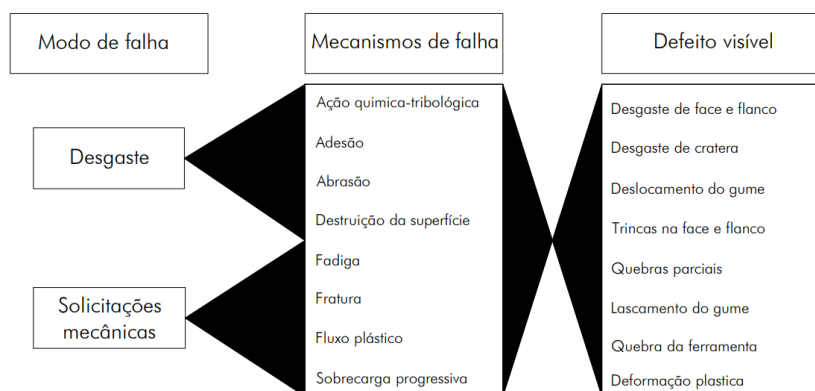 Modo de falha
Mecanismos de falha
Defeito visível
Desgaste
Solicitações
mecânicas
Ação quimica-tribológica
Adesão
Abrasão
Destruição da superfície
Fadiga
Fratura
Fluxo plástico
Sobrecarga progressiva
Desgaste de face e flanco
Desgaste de cratera
Deslocamento do gume
Trincas na face e flanco
Quebras parciais
Lascamento do gume
Quebra da ferramenta
Deformação plastica